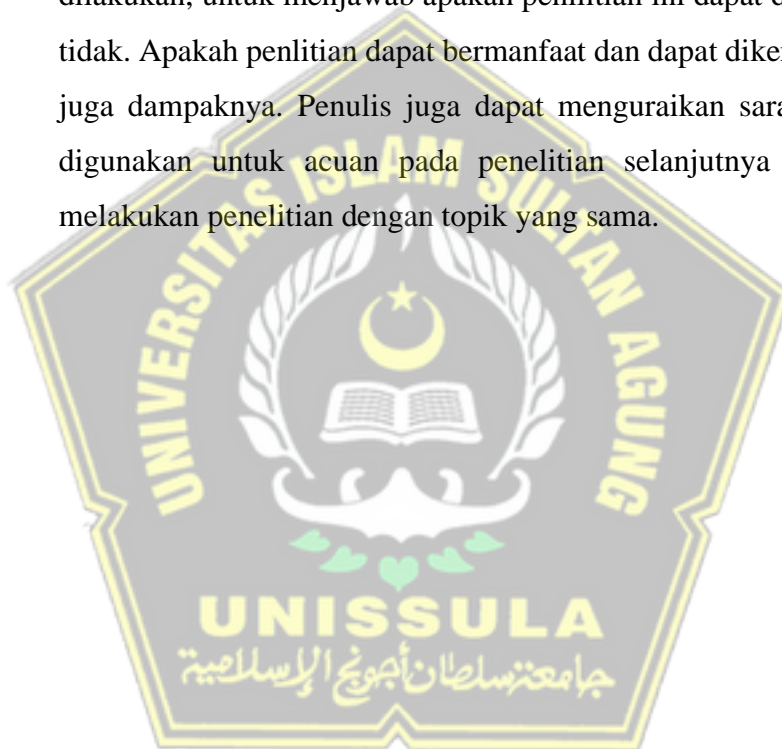 dilakukan, untuk menjawab apakah penilitian ini dapat d
tidak. Apakah penlitian dapat bermanfaat dan dapat dike
juga dampaknya. Penulis juga dapat menguraikan sara
digunakan untuk acuan pada penelitian selanjutnya
melakukan penelitian dengan topik yang sama.
UNIVERSITAS ISLAM SULTAN AGUNG
UNISSULA
جامعة سلطان أجونج الإسلامية